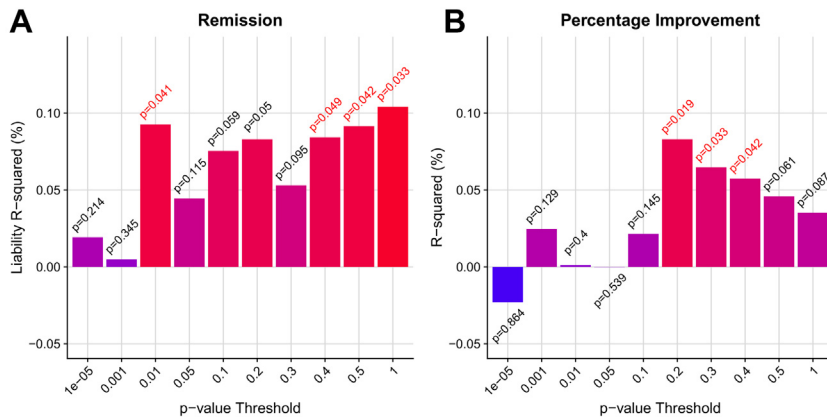 A
Remission
Liability R−squared (%)
0.10
0.05
0.00
−0.05
p=0.214
p=0.345
p=0.041
p=0.115
p=0.059
p=0.05
p=0.095
p=0.049
p=0.042
p=0.033
1e−05
0.001
0.01
0.05
0.1
0.2
0.3
0.4
0.5
1
p−value Threshold
B
Percentage Improvement
R−squared (%)
0.10
0.05
0.00
−0.05
p=0.864
p=0.129
p=0.4
p=0.539
p=0.145
p=0.019
p=0.033
p=0.042
p=0.061
p=0.087
1e−05
0.001
0.01
0.05
0.1
0.2
0.3
0.4
0.5
1
p−value Threshold